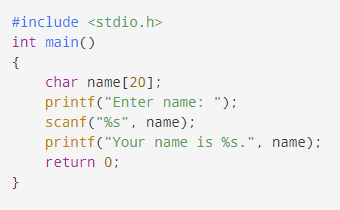 #include <stdio.h>
int main()
{
    char name[20];
    printf("Enter name: ");
    scanf("%s", name);
    printf("Your name is %s.", name);
    return 0;
}